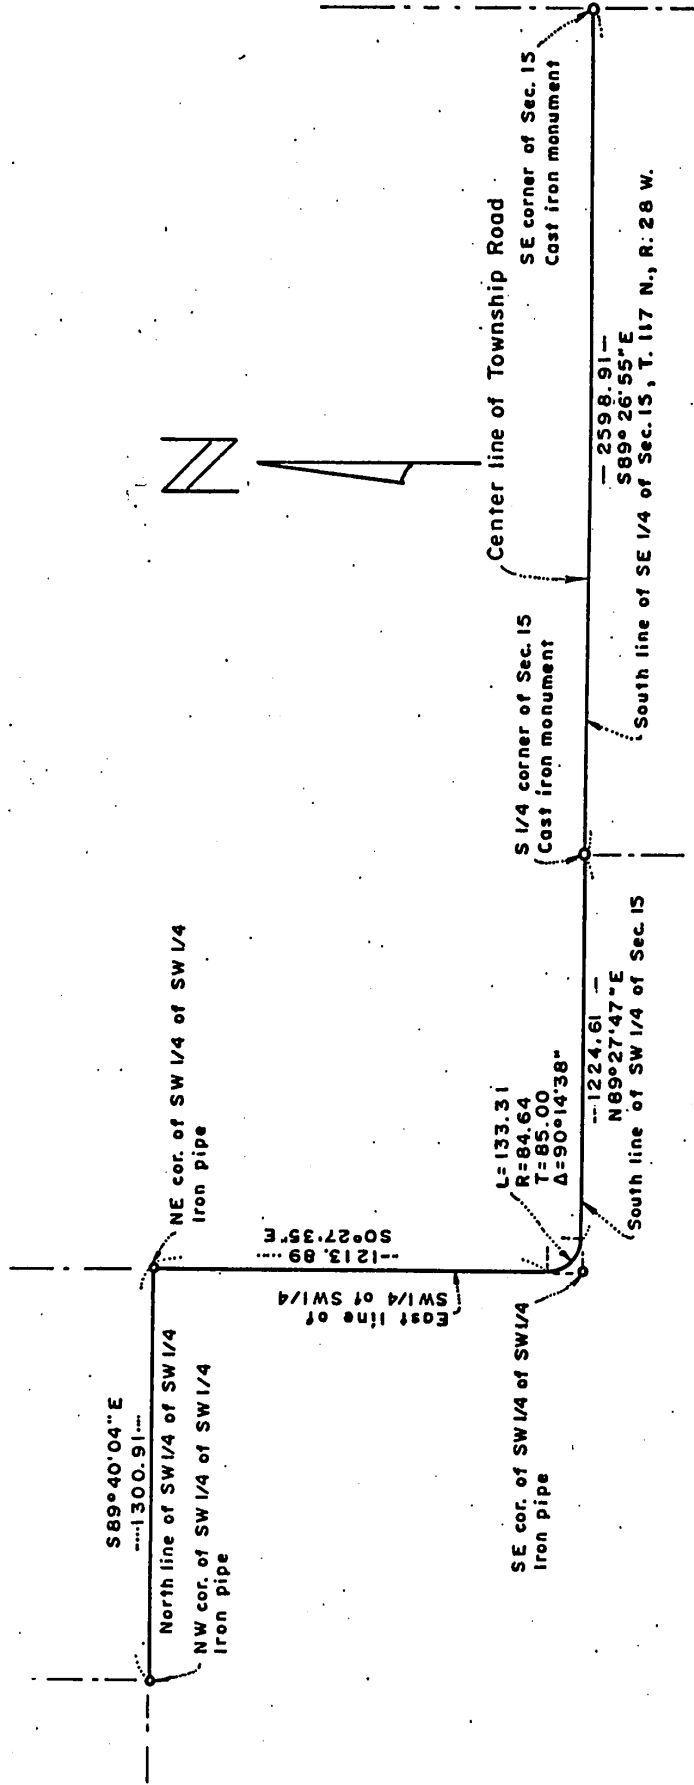 S89°40'04"E
----1300.91----
North line of SW 1/4 of SW 1/4
NW cor. of SW 1/4 of SW 1/4
Iron pipe
NE cor. of SW 1/4 of SW 1/4
Iron pipe
--1213.89----
S0°27'35"E
East line of
SW 1/4 of SW 1/4
SE cor. of SW 1/4 of SW 1/4
Iron pipe
L=133.31
R=84.64
T=85.00
Δ=90°14'38"
---1224.61 —
N89°27'47"E
South line of SW 1/4 of Sec. 15
S 1/4 corner of Sec. 15
Cast iron monument
N
Center line of Township Road
SE corner of Sec. 15
Cast iron monument
— 2598.91—
S89° 26'55"E
South line of SE 1/4 of Sec. 15, T. 117 N., R. 28 W.